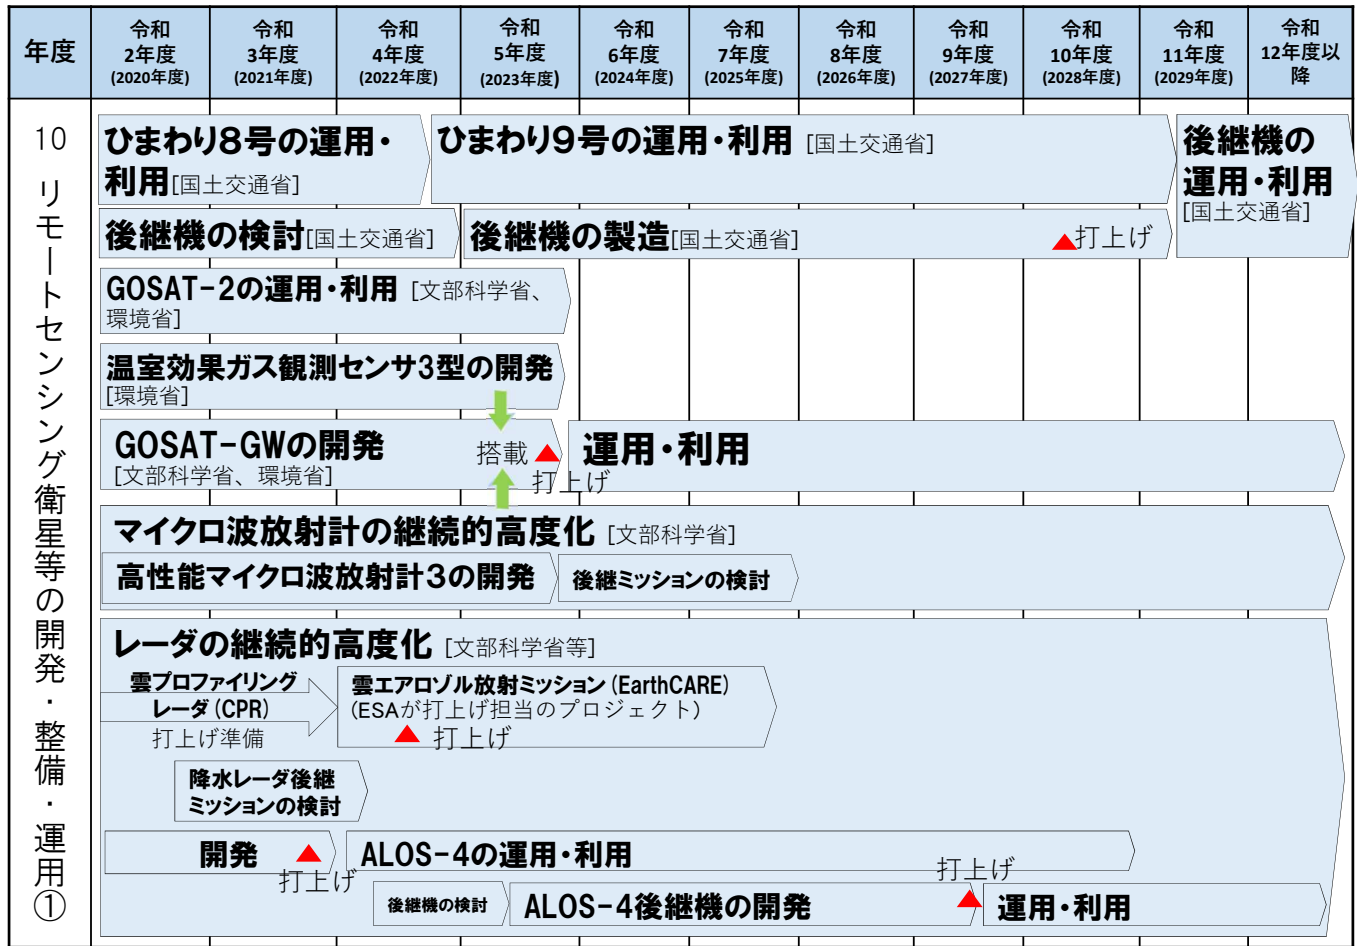 年度
令和
2年度
(2020年度)
令和
3年度
(2021年度)
令和
4年度
(2022年度)
令和
5年度
(2023年度)
令和
6年度
(2024年度)
令和
7年度
(2025年度)
令和
8年度
(2026年度)
令和
9年度
(2027年度)
令和
10年度
(2028年度)
令和
11年度
(2029年度)
令和
12年度以
降
10 リモートセンシング衛星等の開発・整備・運用①
ひまわり8号の運用・
利用[国土交通省]
ひまわり9号の運用・利用 [国土交通省]
後継機の
運用・利用
[国土交通省]
後継機の検討[国土交通省]
後継機の製造[国土交通省]
▲打上げ
GOSAT-2の運用・利用 [文部科学省、
環境省]
温室効果ガス観測センサ3型の開発
[環境省]
GOSAT-GWの開発
[文部科学省、環境省]
搭載▲
打上げ
運用・利用
マイクロ波放射計の継続的高度化 [文部科学省]
高性能マイクロ波放射計3の開発
後継ミッションの検討
レーダの継続的高度化 [文部科学省等]
雲プロファイリング
レーダ(CPR)
打上げ準備
雲エアロゾル放射ミッション(EarthCARE)
(ESAが打上げ担当のプロジェクト)
▲ 打上げ
降水レーダ後継
ミッションの検討
開発 ▲
打上げ
ALOS-4の運用・利用
後継機の検討
ALOS-4後継機の開発
打上げ
▲
運用・利用